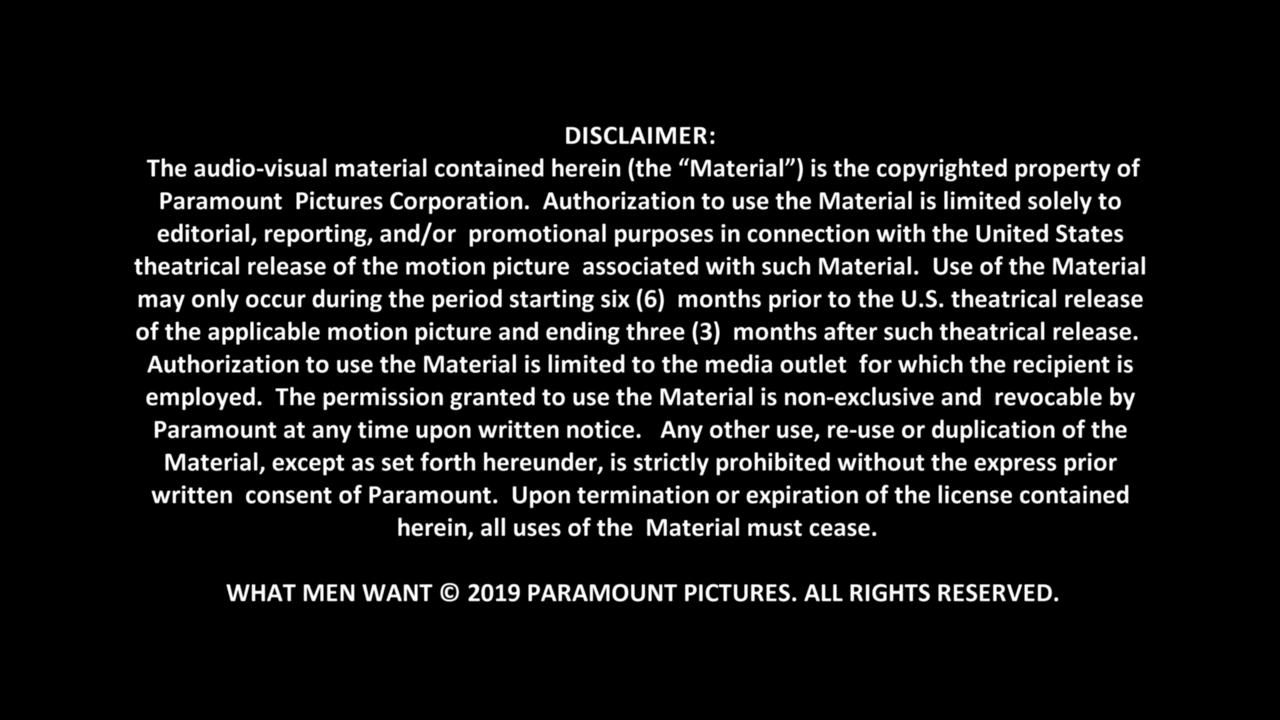 DISCLAIMER:
The audio-visual material contained herein (the “Material”) is the copyrighted property of
Paramount  Pictures Corporation.  Authorization to use the Material is limited solely to
editorial, reporting, and/or  promotional purposes in connection with the United States
theatrical release of the motion picture  associated with such Material.  Use of the Material
may only occur during the period starting six (6)  months prior to the U.S. theatrical release
of the applicable motion picture and ending three (3)  months after such theatrical release.
Authorization to use the Material is limited to the media outlet  for which the recipient is
employed.  The permission granted to use the Material is non-exclusive and  revocable by
Paramount at any time upon written notice.   Any other use, re-use or duplication of the
Material, except as set forth hereunder, is strictly prohibited without the express prior
written  consent of Paramount.  Upon termination or expiration of the license contained
herein, all uses of the  Material must cease.
WHAT MEN WANT © 2019 PARAMOUNT PICTURES. ALL RIGHTS RESERVED.